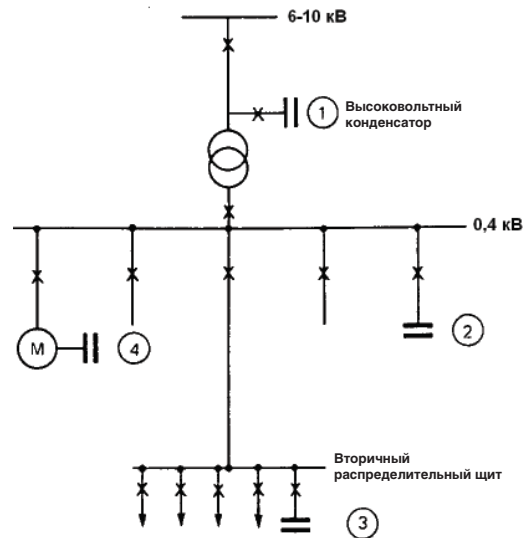 6-10 кВ
1 Высоковольтный
конденсатор
0,4 кВ
2
М
4
Вторичный
распределительный щит
3